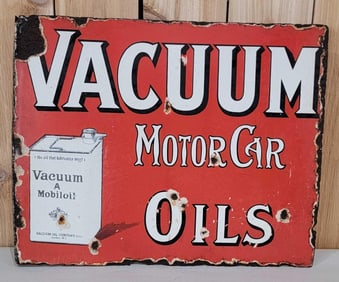 VACUUM
MOTOR CAR
OILS
Vacuum
A
Mobiloil
VACUUM OIL COMPANY